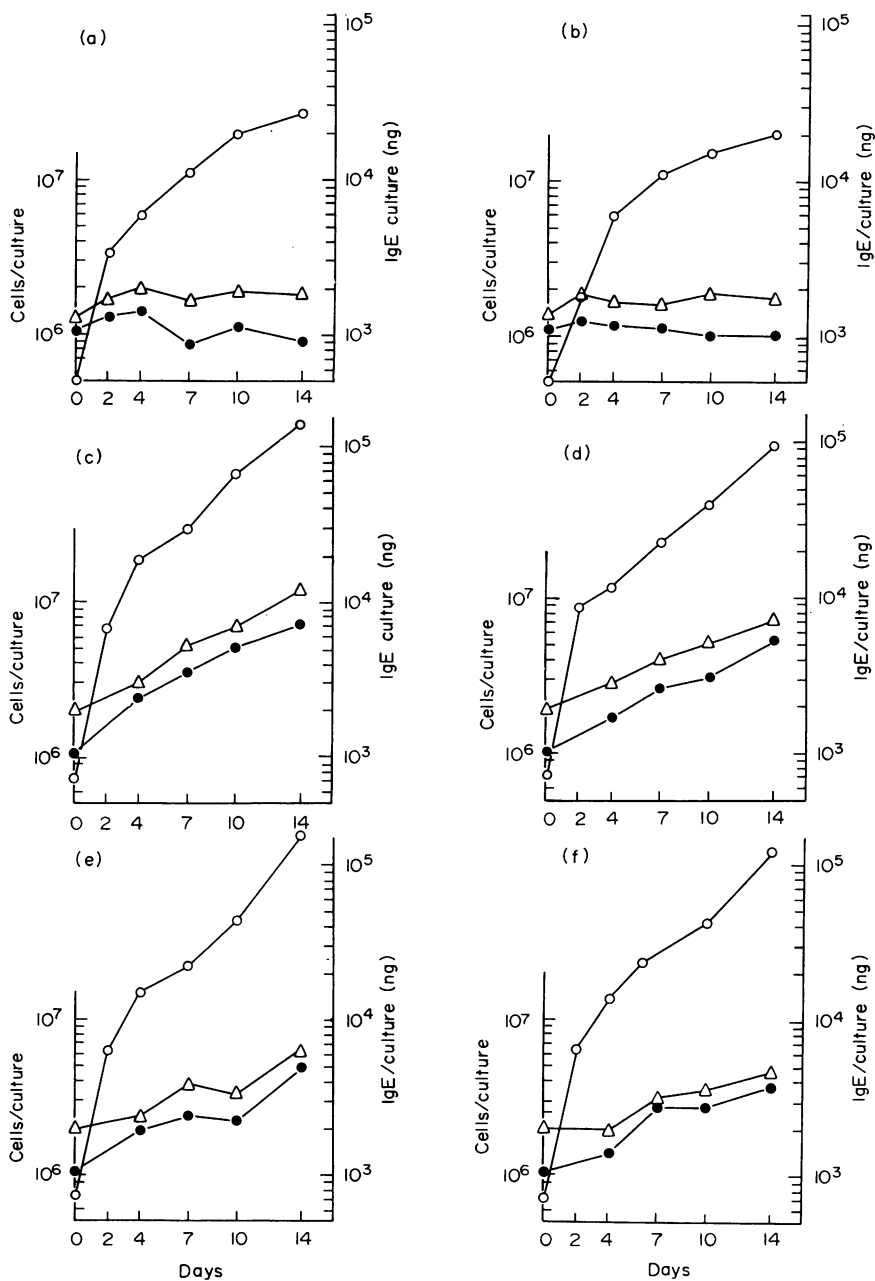 (a)
10⁵
10⁷
10⁴
10⁶
10³
Cells/culture
IgE culture (ng)
0 2 4 7 10 14
(b)
10⁵
10⁷
10⁴
10⁶
10³
Cells/culture
IgE/culture (ng)
0 2 4 7 10 14
(c)
10⁵
10⁷
10⁴
10⁶
10³
Cells/culture
IgE culture (ng)
0 2 4 7 10 14
(d)
10⁵
10⁷
10⁴
10⁶
10³
Cells/culture
IgE/culture (ng)
0 2 4 7 10 14
(e)
10⁵
10⁷
10⁴
10⁶
10³
Cells/culture
IgE/culture (ng)
0 2 4 7 10 14
Days
(f)
10⁵
10⁷
10⁴
10⁶
10³
Cells/culture
IgE/culture (ng)
0 2 4 7 10 14
Days